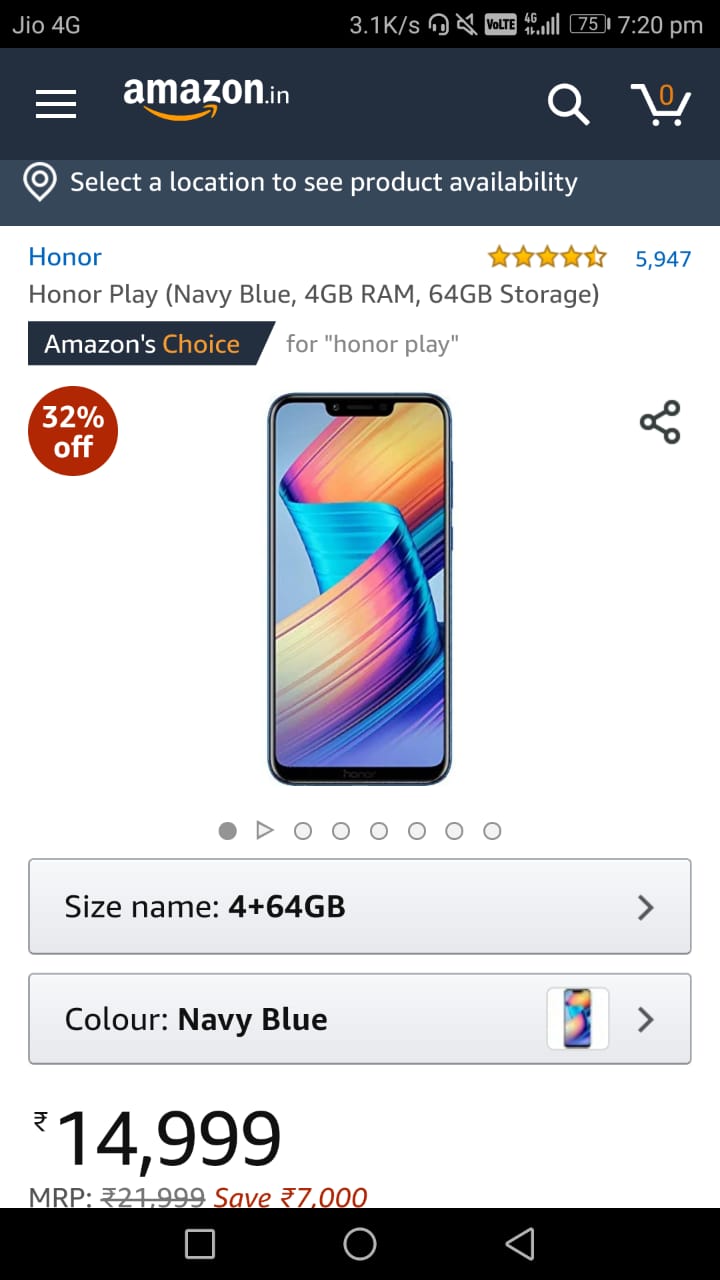 Jio 4G 3.1K/s VoLTE 4G 75 7:20 pm
amazon.in 0
Select a location to see product availability
Honor 5,947
Honor Play (Navy Blue, 4GB RAM, 64GB Storage)
Amazon's Choice for "honor play"
32%
off
honor
Size name: 4+64GB
Colour: Navy Blue
₹14,999
MRP: ₹21,999 Save ₹7,000